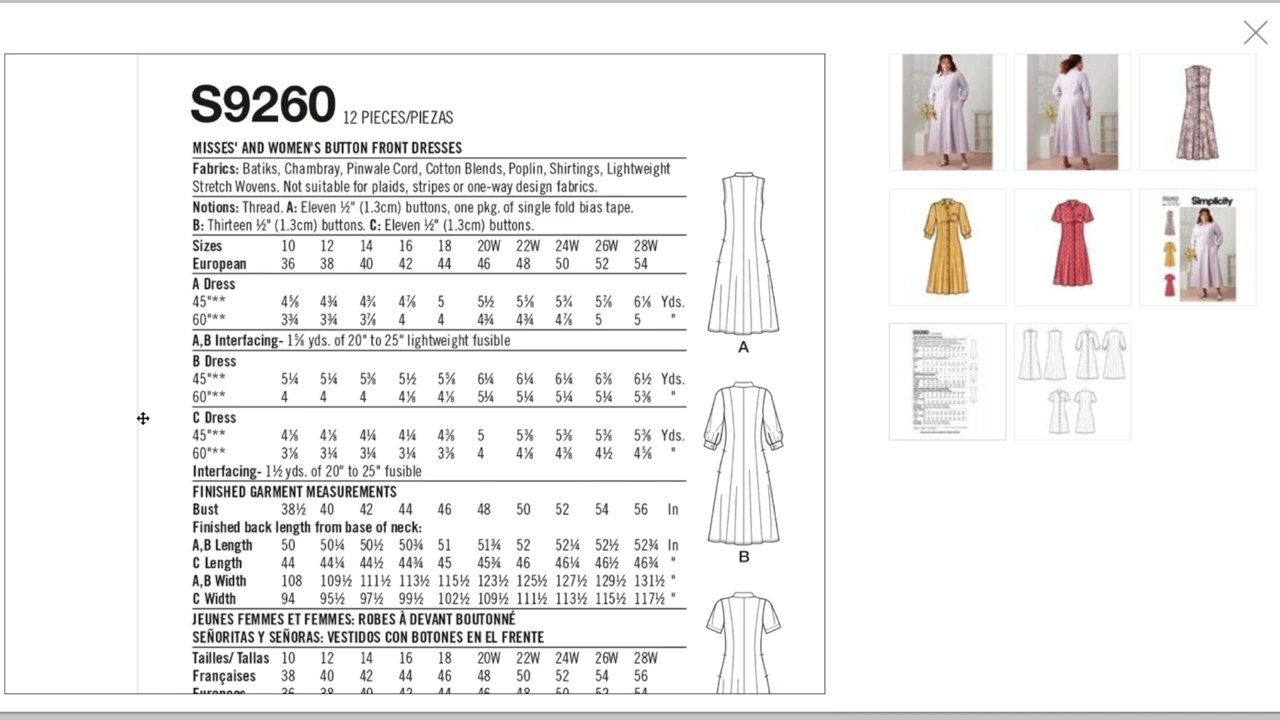 S9260 12 PIECES/PIEZAS
MISSES' AND WOMEN'S BUTTON FRONT DRESSES
Fabrics: Batiks, Chambray, Pinwale Cord, Cotton Blends, Poplin, Shirtings, Lightweight
Stretch Wovens. Not suitable for plaids, stripes or one-way design fabrics.
Notions: Thread. A: Eleven ½" (1.3cm) buttons, one pkg. of single fold bias tape.
B: Thirteen ½" (1.3cm) buttons. C: Eleven ½" (1.3cm) buttons.
Sizes 10 12 14 16 18 20W 22W 24W 26W 28W
European 36 38 40 42 44 46 48 50 52 54
A Dress
45"** 4⅝ 4¾ 4¾ 4⅞ 5 5½ 5⅝ 5¾ 5⅞ 6⅛ Yds.
60"** 3¾ 3¾ 3⅞ 4 4 4¾ 4¾ 4⅞ 5 5 "
A,B Interfacing- 1⅝ yds. of 20" to 25" lightweight fusible
B Dress
45"** 5¼ 5¼ 5⅜ 5½ 5⅝ 6¼ 6¼ 6¼ 6⅜ 6½ Yds.
60"** 4 4 4 4⅛ 4⅛ 5¼ 5¼ 5¼ 5¼ 5⅜ "
C Dress
45"** 4⅛ 4⅛ 4¼ 4¼ 4⅜ 5 5⅜ 5⅜ 5⅜ 5⅜ Yds.
60"** 3⅛ 3¼ 3¼ 3¼ 3⅜ 4 4⅛ 4⅜ 4½ 4⅝ "
Interfacing- 1½ yds. of 20" to 25" fusible
FINISHED GARMENT MEASUREMENTS
Bust 38½ 40 42 44 46 48 50 52 54 56 In
Finished back length from base of neck:
A,B Length 50 50¼ 50½ 50¾ 51 51¾ 52 52¼ 52½ 52¾ In
C Length 44 44¼ 44½ 44¾ 45 45¾ 46 46¼ 46½ 46¾ "
A,B Width 108 109½ 111½ 113½ 115½ 123½ 125½ 127½ 129½ 131½ "
C Width 94 95½ 97½ 99½ 102½ 109½ 111½ 113½ 115½ 117½ "
JEUNES FEMMES ET FEMMES: ROBES À DEVANT BOUTONNÉ
SEÑORITAS Y SEÑORAS: VESTIDOS CON BOTONES EN EL FRENTE
Tailles/ Tallas 10 12 14 16 18 20W 22W 24W 26W 28W
Françaises 38 40 42 44 46 48 50 52 54 56
Europeas 36 38 40 42 44 46 48 50 52 54
A
B
Simplicity
S9260